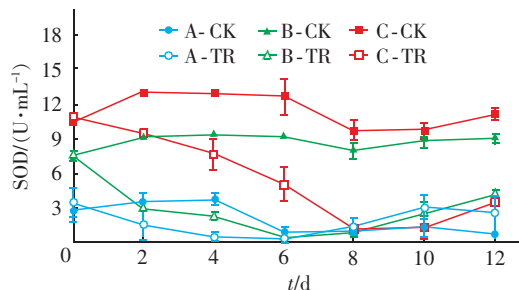 A-CK B-CK C-CK
A-TR B-TR C-TR
SOD/(U·mL⁻¹)
18
15
12
9
6
3
0 2 4 6 8 10 12
t/d